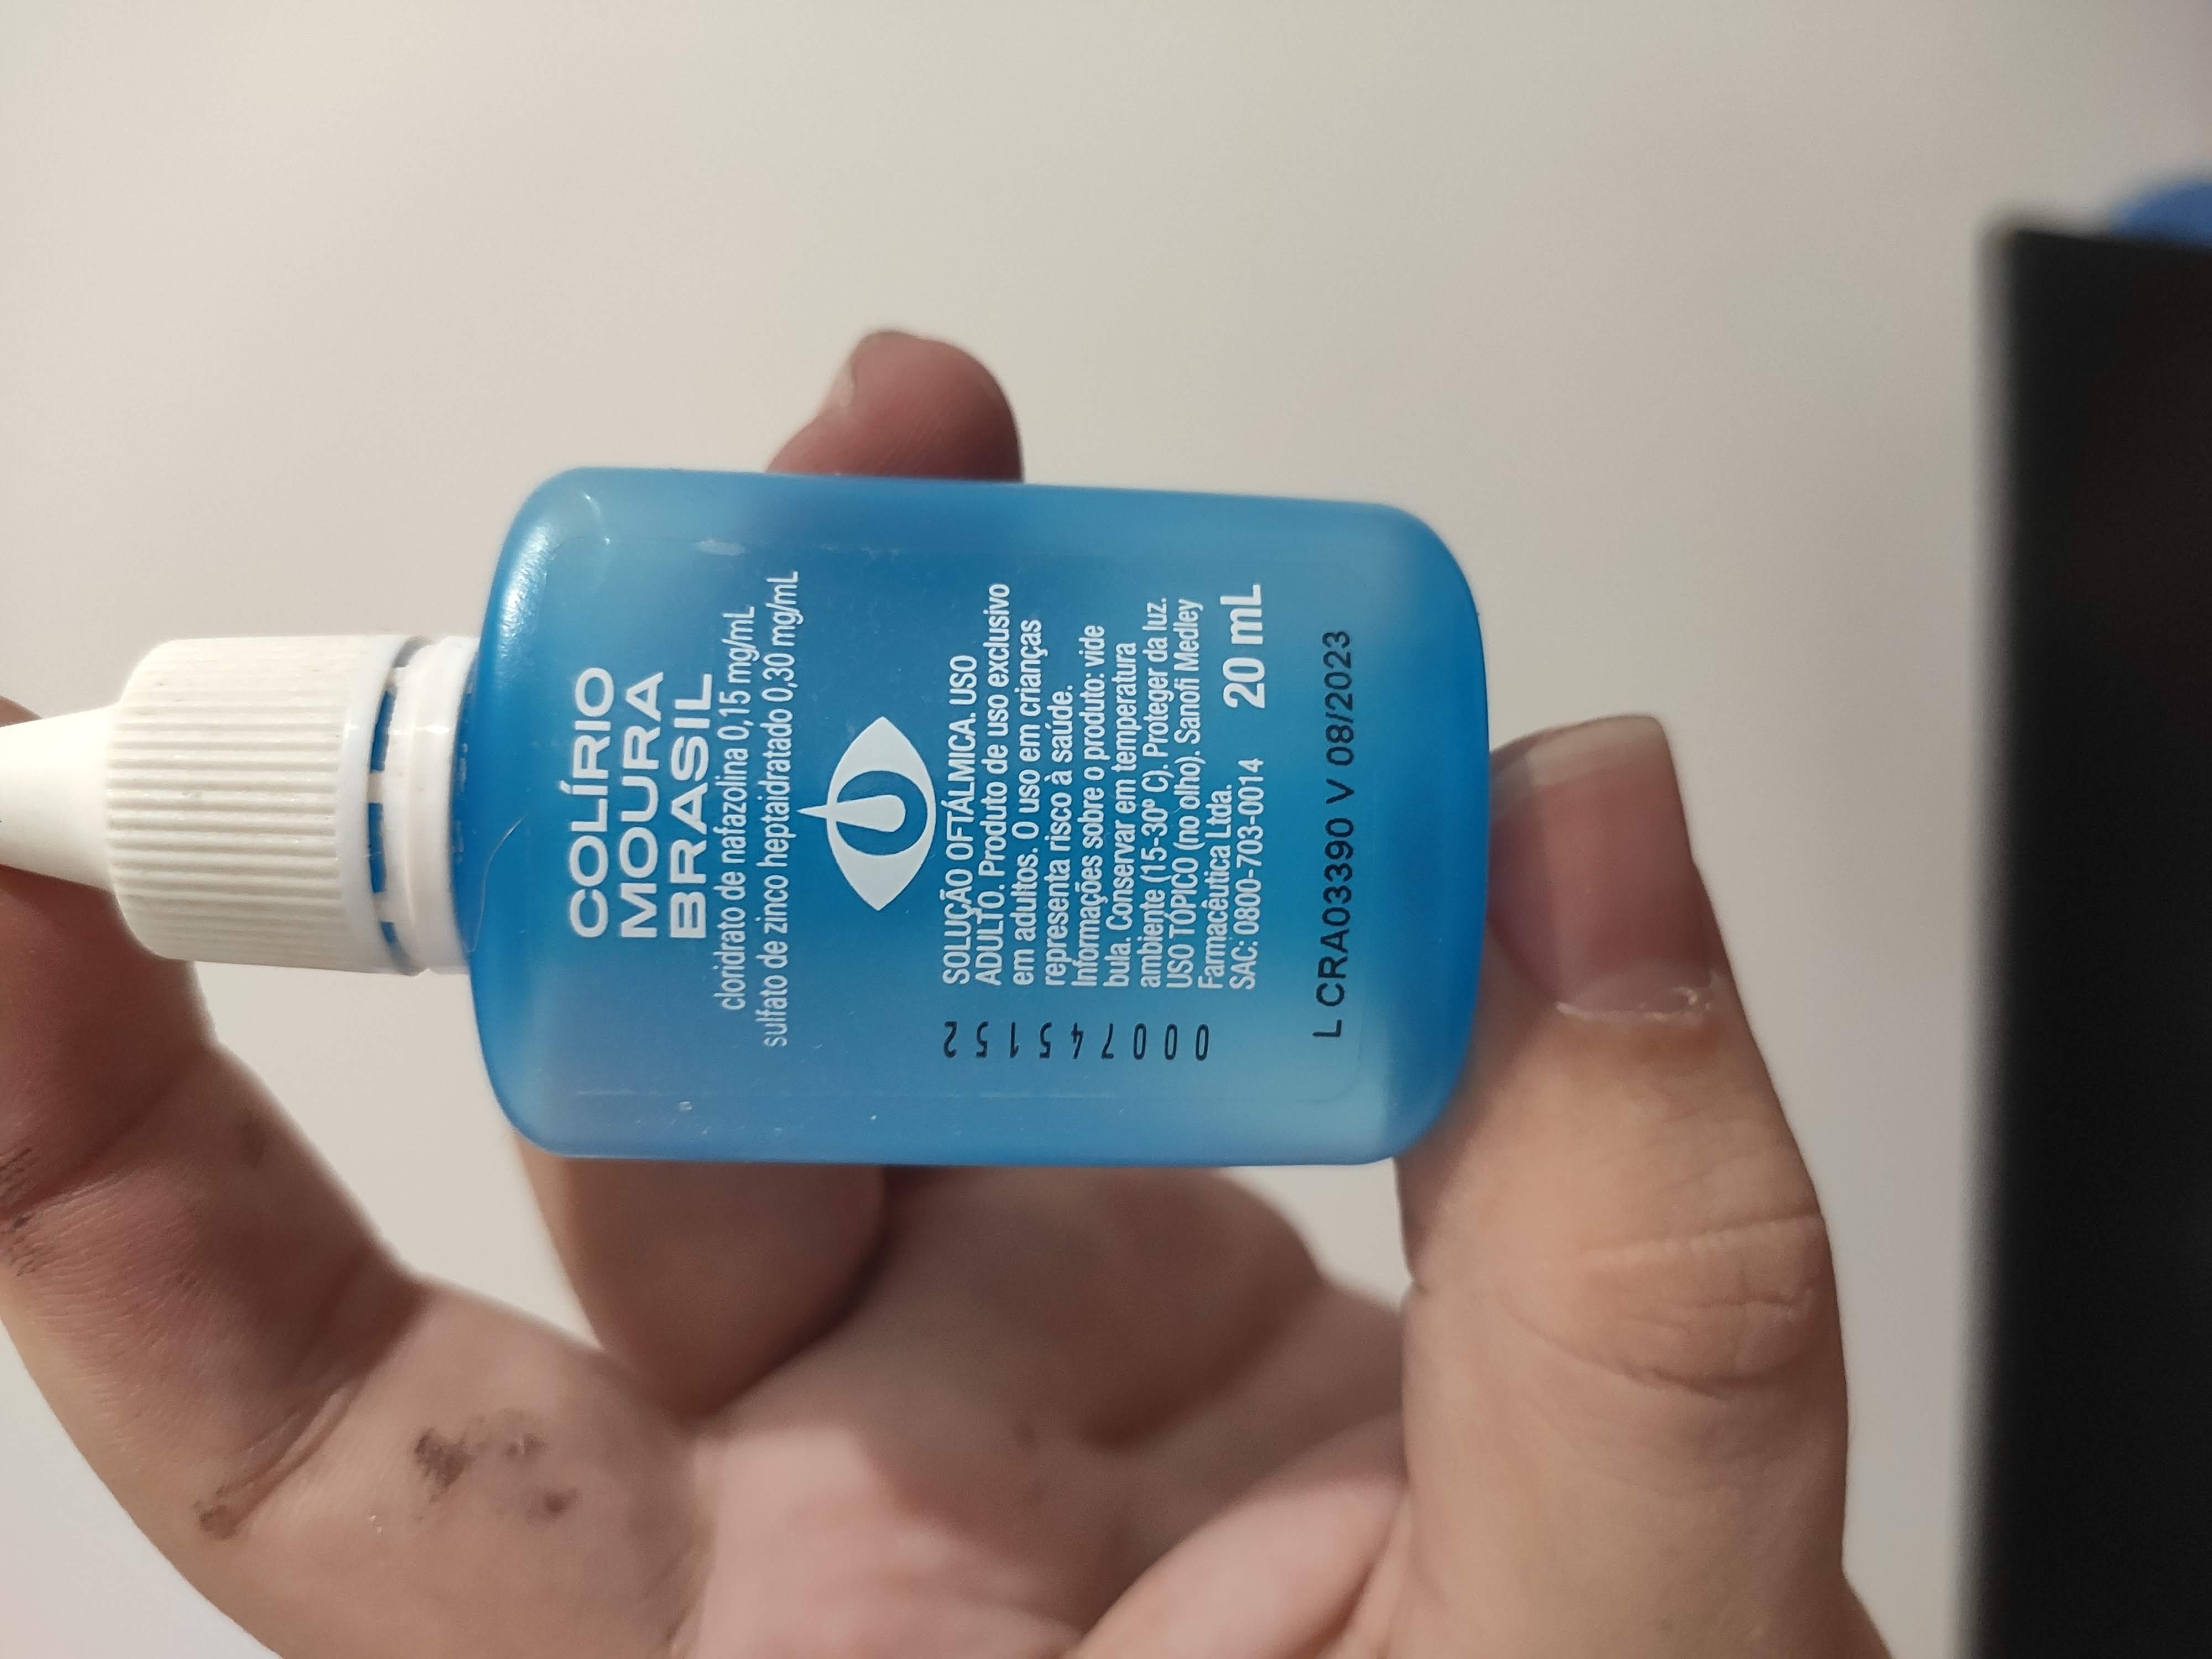 COLÍRIO
MOURA
BRASIL
cloridrato de nafazolina 0,15 mg/mL
sulfato de zinco heptaidratado 0,30 mg/mL
SOLUÇÃO OFTÁLMICA. USO
ADULTO. Produto de uso exclusivo
em adultos. O uso em crianças
representa risco à saúde.
Informações sobre o produto: vide
bula. Conservar em temperatura
ambiente (15-30º C). Proteger da luz.
USO TÓPICO (no olho). Sanofi Medley
Farmacêutica Ltda.
SAC: 0800-703-0014
20 mL
000745152
L CRA03390 V 08/2023